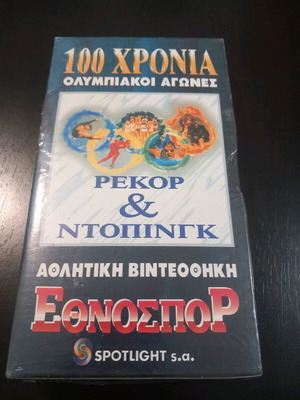 100 ΧΡΟΝΙΑ
ΟΛΥΜΠΙΑΚΟΙ ΑΓΩΝΕΣ
ΡΕΚΟΡ
&
ΝΤΟΠΙΝΓΚ
ΑΘΛΗΤΙΚΗ ΒΙΝΤΕΟΘΗΚΗ
ΕΘΝΟΣΠΟΡ
SPOTLIGHT s.a.